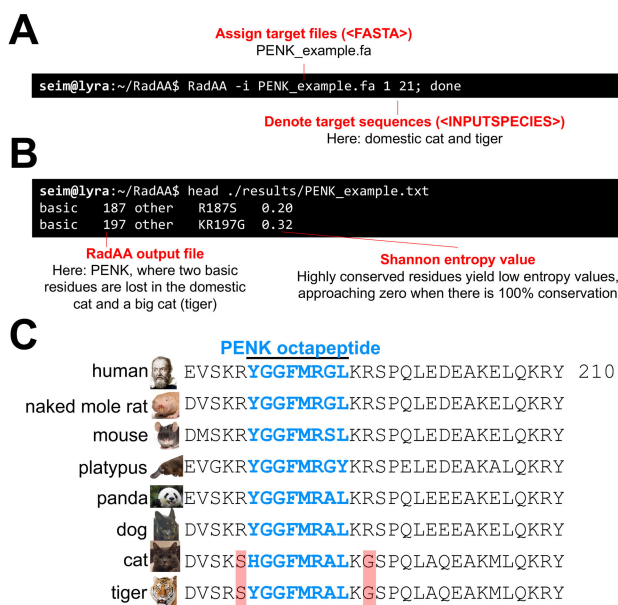 A
Assign target files (<FASTA>)
PENK_example.fa
seim@lyra:~/RadAA$ RadAA -i PENK_example.fa 1 21; done
Denote target sequences (<INPUTSPECIES>)
Here: domestic cat and tiger
B
seim@lyra:~/RadAA$ head ./results/PENK_example.txt
basic 187 other R187S 0.20
basic 197 other KR197G 0.32
RadAA output file
Here: PENK, where two basic
residues are lost in the domestic
cat and a big cat (tiger)
Shannon entropy value
Highly conserved residues yield low entropy values,
approaching zero when there is 100% conservation
C
PENK octapeptide
human EVSKRYGGFMRGLKRSPQLEDEAKELQKRY 210
naked mole rat DVSKRYGGFMRGLKRSPQLEDEAKELQKRY
mouse DMSKRYGGFMRSLKRSPQLEDEAKELQKRY
platypus EVGKRYGGFMRGYKRSPELEDEAKALQKRY
panda EVSKRYGGFMRALKRSPQLEEEAKELQKRY
dog DVSKRYGGFMRALKRSPQLEEEAKELQKRY
cat DVSKSHGGFMRALKGSPQLAQEAKMLQKRY
tiger DVSRSYGGFMRALKGSPQLAQEAKMLQKRY